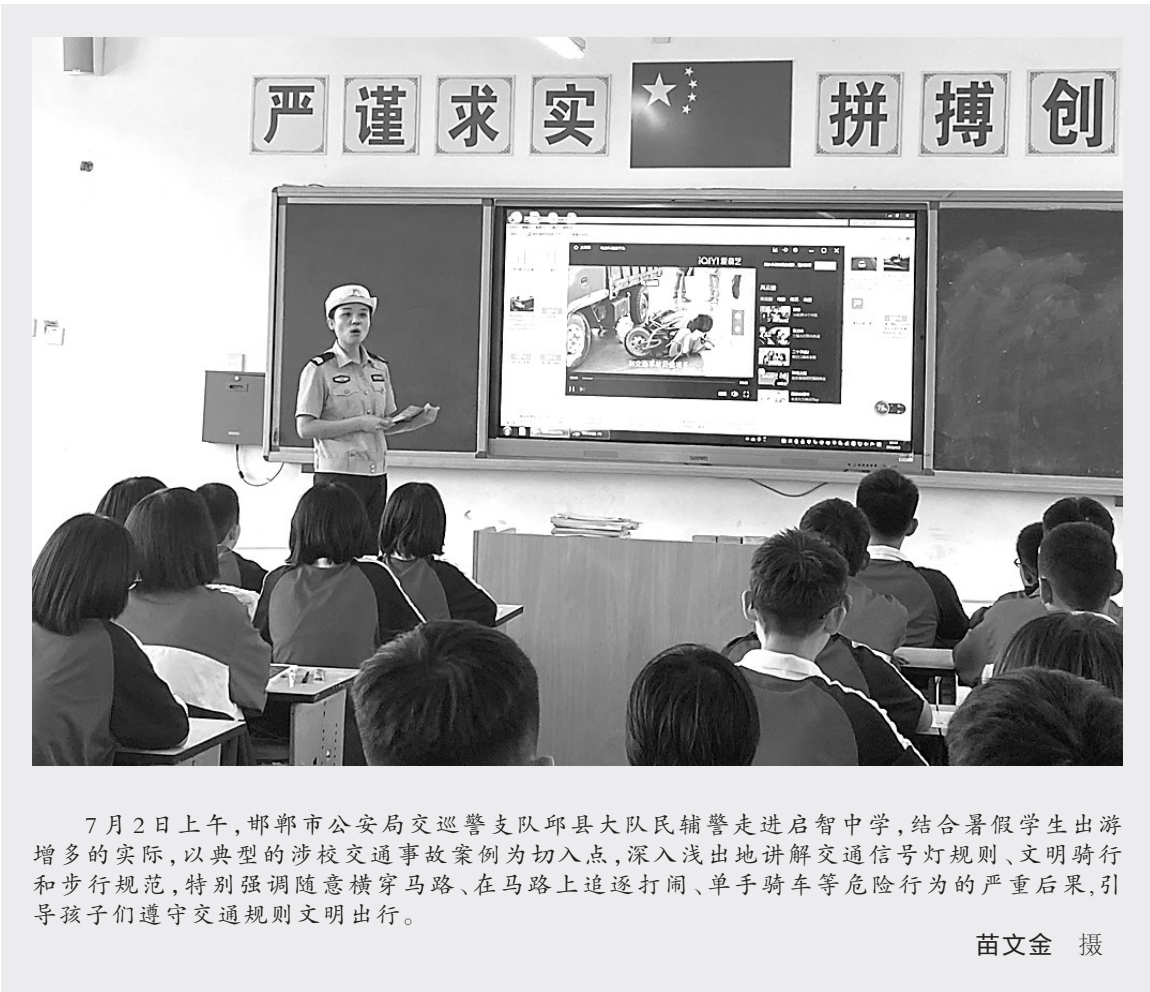 严谨求实 拼搏创
iQIYI 爱奇艺
7月2日上午,邯郸市公安局交巡警支队邱县大队民辅警走进启智中学,结合暑假学生出游
增多的实际,以典型的涉校交通事故案例为切入点,深入浅出地讲解交通信号灯规则、文明骑行
和步行规范,特别强调随意横穿马路、在马路上追逐打闹、单手骑车等危险行为的严重后果,引
导孩子们遵守交通规则文明出行。
苗文金 摄